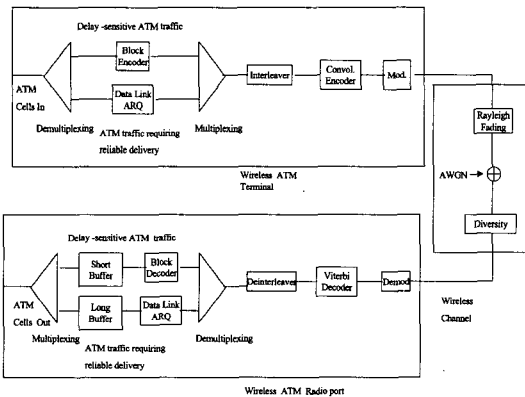 Delay -sensitive ATM traffic
Block
Encoder
Interleaver
Convol.
Encoder
Mod.
ATM
Cells In
Data Link
ARQ
Demultiplexing
ATM traffic requiring
reliable delivery
Multiplexing
Wireless ATM
Terminal
Rayleigh
Fading
AWGN
Diversity
Wireless
Channel
Delay -sensitive ATM traffic
Short
Buffer
Block
Decoder
Deinterleaver
Viterbi
Decoder
Demod
ATM
Cells Out
Long
Buffer
Data Link
ARQ
Multiplexing
ATM traffic requiring
reliable delivery
Demultiplexing
Wireless ATM Radio port